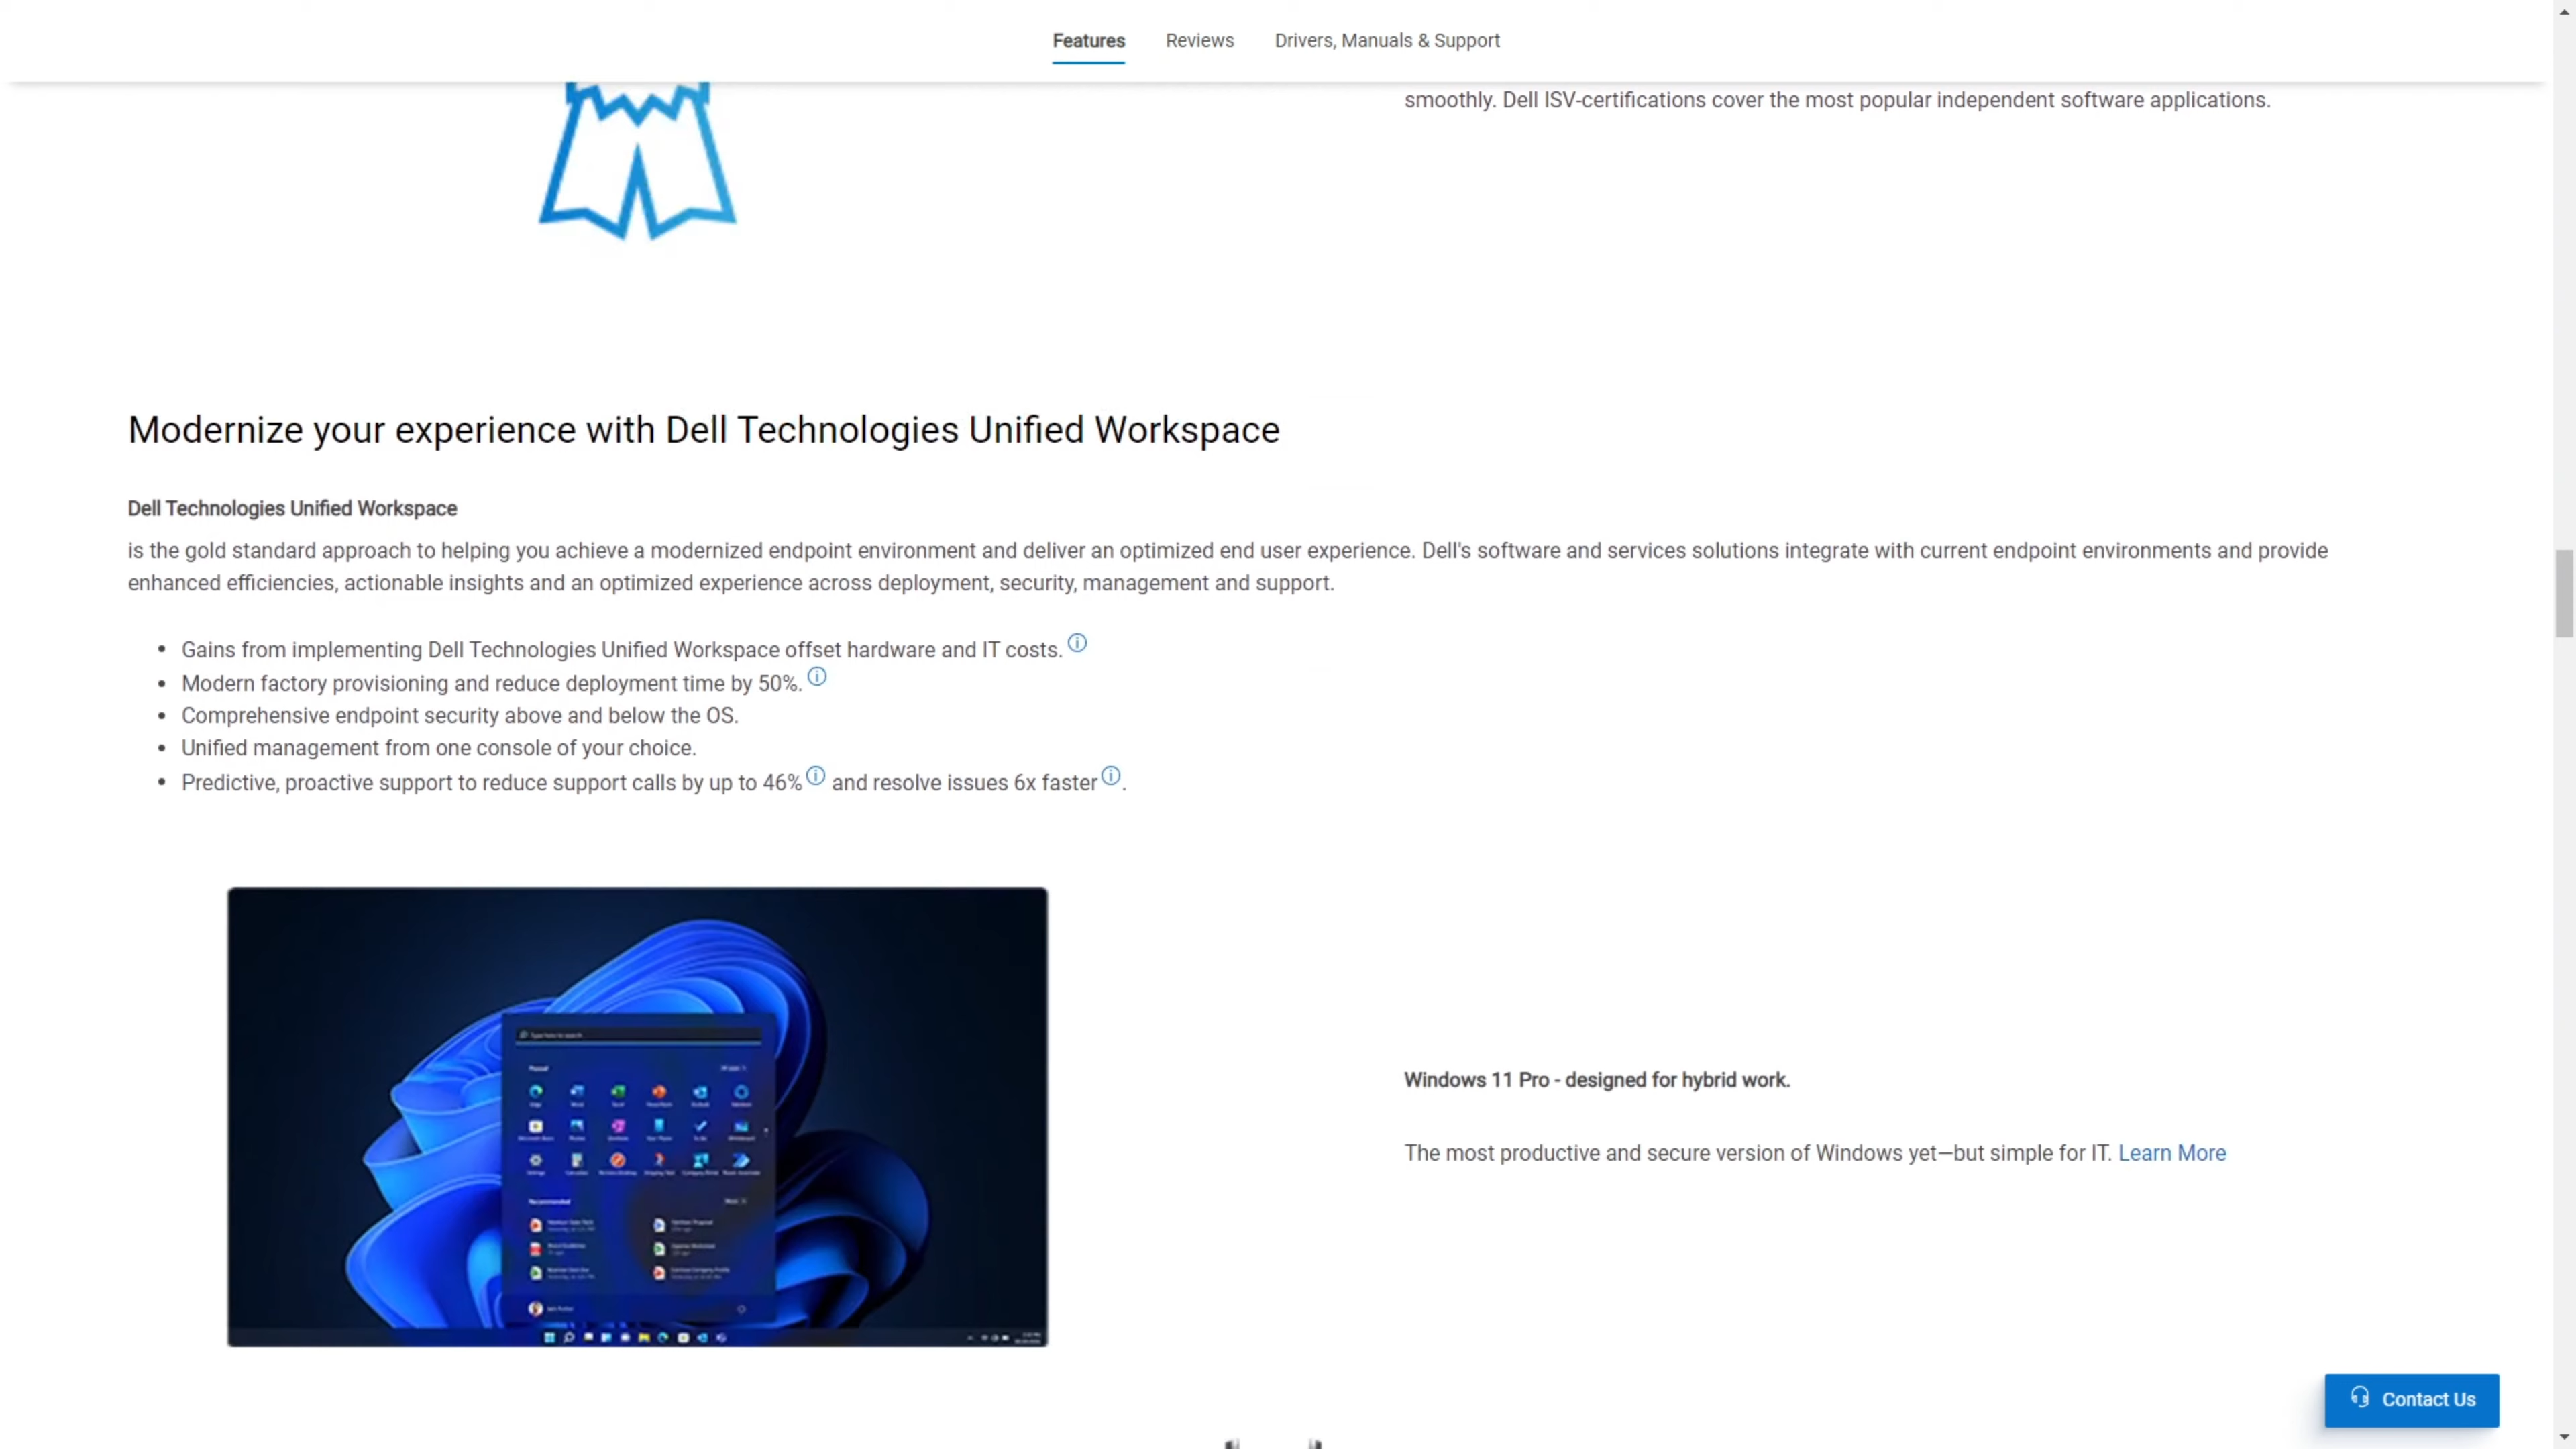 Features Reviews Drivers, Manuals & Support
smoothly. Dell ISV-certifications cover the most popular independent software applications.
Modernize your experience with Dell Technologies Unified Workspace
Dell Technologies Unified Workspace
is the gold standard approach to helping you achieve a modernized endpoint environment and deliver an optimized end user experience. Dell's software and services solutions integrate with current endpoint environments and provide
enhanced efficiencies, actionable insights and an optimized experience across deployment, security, management and support.
• Gains from implementing Dell Technologies Unified Workspace offset hardware and IT costs.
• Modern factory provisioning and reduce deployment time by 50%.
• Comprehensive endpoint security above and below the OS.
• Unified management from one console of your choice.
• Predictive, proactive support to reduce support calls by up to 46% and resolve issues 6x faster.
Type here to search
Windows 11 Pro - designed for hybrid work.
The most productive and secure version of Windows yet—but simple for IT. Learn More
Contact Us